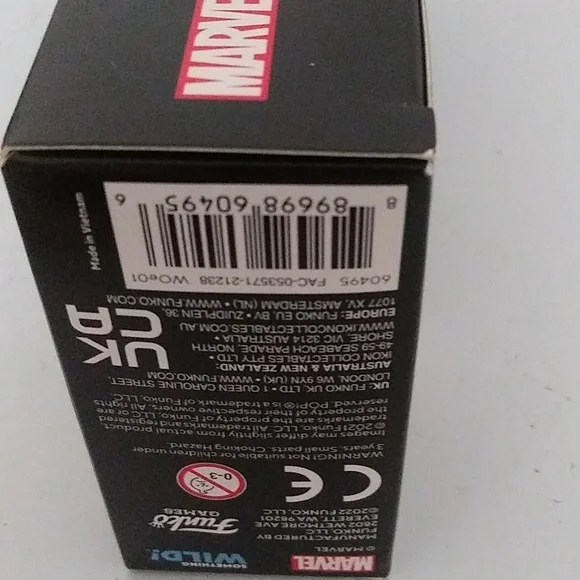 MARVEL
SOMETHING
WILD!
MARVEL
© MARVEL
MANUFACTURED BY
FUNKO, LLC
2802 WETMORE AVE
EVERETT, WA 98201
©2022 FUNKO, LLC
Funko
GAMES
CE
0-3
WARNING! Not suitable for children under
3 years. Small parts. Choking Hazard.
Images may differ slightly from actual product.
©2021 Funko, LLC. All trademarks and registered
trademarks are the property of Funko, LLC or are
the property of their respective owners. All rights
reserved. POP!® is a trademark of Funko, LLC.
UK: FUNKO UK, LTD • 1 QUEEN CAROLINE STREET,
LONDON, W6 9YN (UK) • WWW.FUNKO.COM
AUSTRALIA & NEW ZEALAND:
IKON COLLECTABLES PTY LTD •
49-59 SEABEACH PARADE, NORTH
SHORE, VIC 3214 AUSTRALIA •
WWW.IKONCOLLECTABLES.COM.AU
EUROPE: FUNKO EU, BV • ZUIDPLEIN 36,
1077 XV, AMSTERDAM (NL) • WWW.FUNKO.COM
UK
CA
Made in Vietnam
60495 FAC-053571-21238 WOe01
8 89698 60495 6